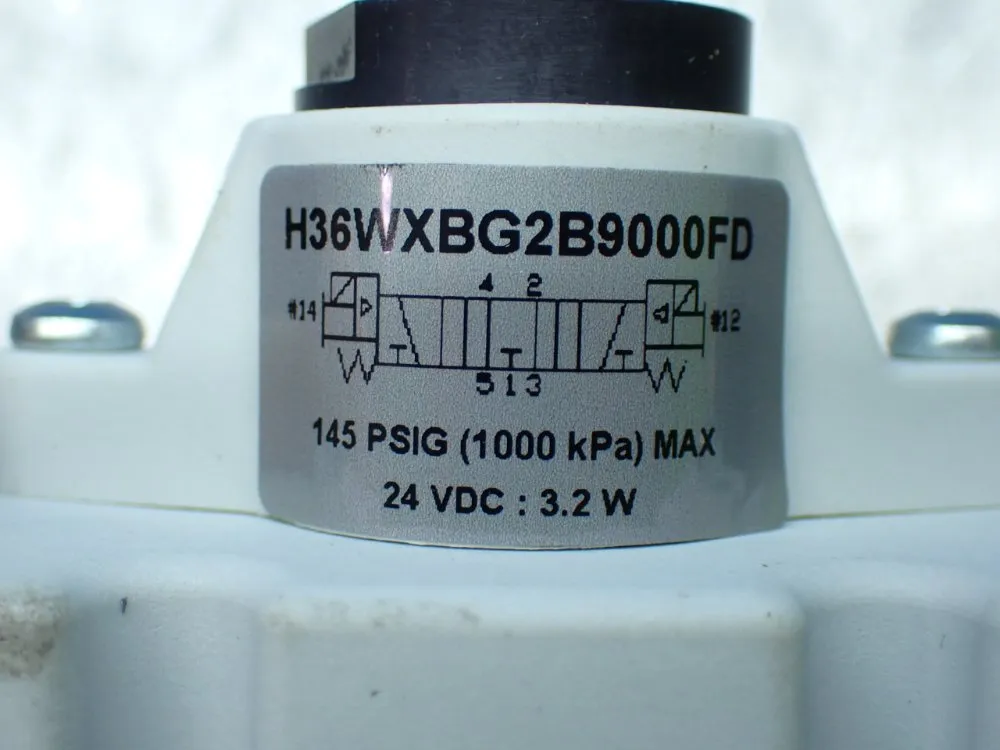 H36WXBG2B9000FD
4 2
#14 #12
5 1 3
145 PSIG (1000 kPa) MAX
24 VDC : 3.2 W